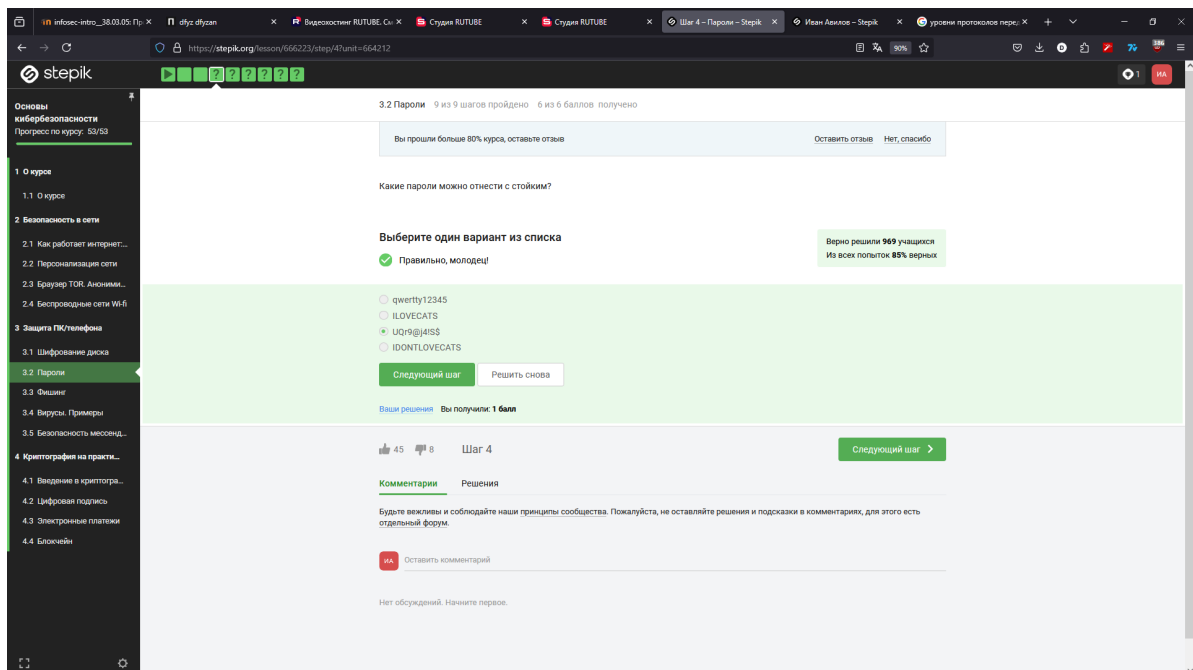 infosec-intro__38.03.05: Пр
dfyz dfyzan
Видеохостинг RUTUBE. См
Студия RUTUBE
Студия RUTUBE
Шаг 4 – Пароли – Stepik
Иван Авилов – Stepik
уровни протоколов перед
https://stepik.org/lesson/666223/step/4?unit=664212
90%
386
stepik
1
ИА
Основы
кибербезопасности
Прогресс по курсу: 53/53
1 О курсе
1.1 О курсе
2 Безопасность в сети
2.1 Как работает интернет:...
2.2 Персонализация сети
2.3 Браузер TOR. Аноними...
2.4 Беспроводные сети Wi-fi
3 Защита ПК/телефона
3.1 Шифрование диска
3.2 Пароли
3.3 Фишинг
3.4 Вирусы. Примеры
3.5 Безопасность мессенд...
4 Криптография на практи...
4.1 Введение в криптогра...
4.2 Цифровая подпись
4.3 Электронные платежи
4.4 Блокчейн
3.2 Пароли 9 из 9 шагов пройдено 6 из 6 баллов получено
Вы прошли больше 80% курса, оставьте отзыв
Оставить отзыв Нет, спасибо
Какие пароли можно отнести с стойким?
Выберите один вариант из списка
Правильно, молодец!
Верно решили 969 учащихся
Из всех попыток 85% верных
qwertty12345
ILOVECATS
UQr9@j4!S$
IDONTLOVECATS
Следующий шаг
Решить снова
Ваши решения Вы получили: 1 балл
45 8 Шаг 4
Следующий шаг
Комментарии Решения
Будьте вежливы и соблюдайте наши принципы сообщества. Пожалуйста, не оставляйте решения и подсказки в комментариях, для этого есть
отдельный форум.
ИА
Оставить комментарий
Нет обсуждений. Начните первое.